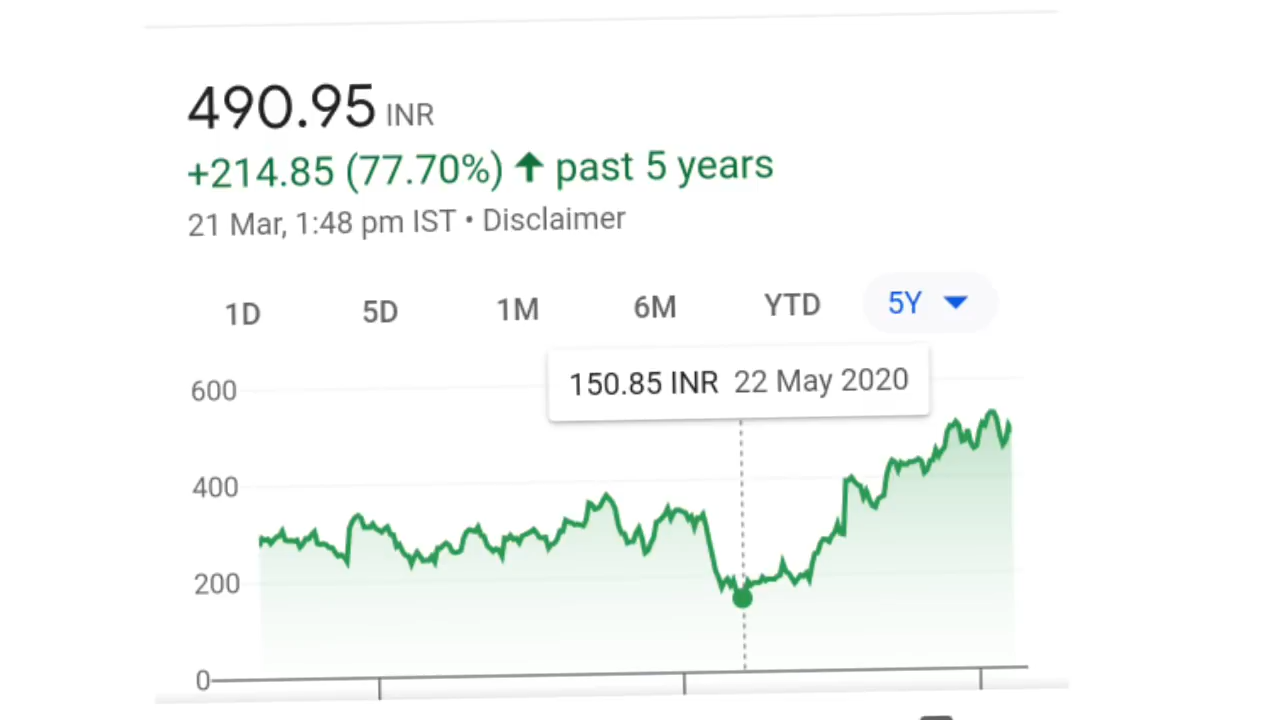 490.95 INR
+214.85 (77.70%) ↑ past 5 years
21 Mar, 1:48 pm IST • Disclaimer
1D 5D 1M 6M YTD 5Y
150.85 INR 22 May 2020
600
400
200
0